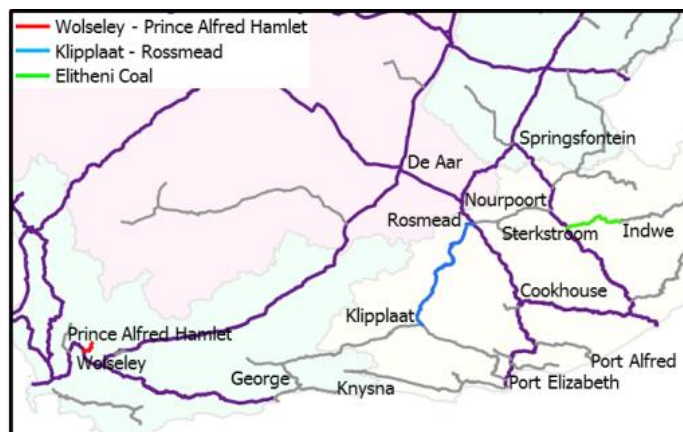 Wolseley - Prince Alfred Hamlet
Klipplaat - Rossmead
Elitheni Coal
Springsfontein
De Aar
Nourpoort
Rosmead
Sterkstroom
Indwe
Cookhouse
Klipplaat
Prince Alfred Hamlet
Wolseley
George
Knysna
Port Alfred
Port Elizabeth